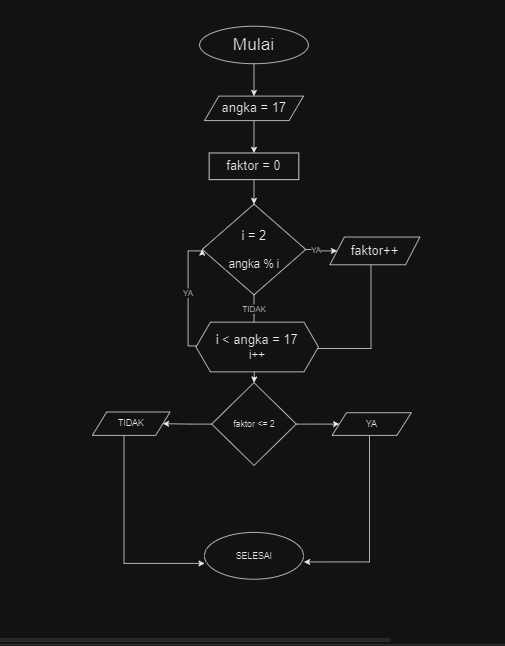 Mulai
angka = 17
faktor = 0
i = 2
angka % i
YA
faktor++
YA
TIDAK
i < angka = 17
i++
TIDAK
faktor <= 2
YA
SELESAI